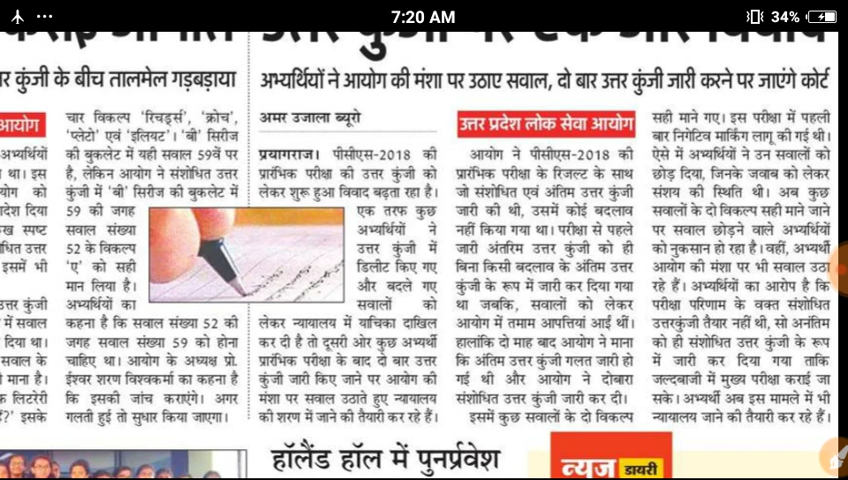 7:20 AM
34%
र कुंजी के बीच तालमेल गड़बड़ाया
अभ्यर्थियों ने आयोग की मंशा पर उठाए सवाल, दो बार उत्तर कुंजी जारी करने पर जाएंगे कोर्ट
आयोग
अभ्यर्थियों
था। इस
योग को
देश दिया
ख स्पष्ट
धित उत्तर
इसमें भी
उत्तर कुंजी
में सवाल
दिया था।
सवाल के
माना है।
क लिटरेरी
हैं?' इसके
चार विकल्प 'रिचर्ड्स', 'क्रोच',
'प्लेटो' एवं 'इलियट'। 'बी' सिरीज
की बुकलेट में यही सवाल 59वें पर
है, लेकिन आयोग ने संशोधित उत्तर
कुंजी में 'बी' सिरीज की बुकलेट में
59 की जगह
सवाल संख्या
52 के विकल्प
'ए' को सही
मान लिया है।
अभ्यर्थियों का
कहना है कि सवाल संख्या 52 की
जगह सवाल संख्या 59 को होना
चाहिए था। आयोग के अध्यक्ष प्रो.
ईश्वर शरण विश्वकर्मा का कहना है
कि इसकी जांच कराएंगे। अगर
गलती हुई तो सुधार किया जाएगा।
अमर उजाला ब्यूरो
प्रयागराज। पीसीएस-2018 की
प्रारंभिक परीक्षा की उत्तर कुंजी को
लेकर शुरू हुआ विवाद बढ़ता रहा है।
एक तरफ कुछ
अभ्यर्थियों ने
उत्तर कुंजी में
डिलीट किए गए
और बदले गए
सवालों को
लेकर न्यायालय में याचिका दाखिल
कर दी है तो दूसरी ओर कुछ अभ्यर्थी
प्रारंभिक परीक्षा के बाद दो बार उत्तर
कुंजी जारी किए जाने पर आयोग की
मंशा पर सवाल उठाते हुए न्यायालय
की शरण में जाने की तैयारी कर रहे हैं।
उत्तर प्रदेश लोक सेवा आयोग
आयोग ने पीसीएस-2018 की
प्रारंभिक परीक्षा के रिजल्ट के साथ
जो संशोधित एवं अंतिम उत्तर कुंजी
जारी की थी, उसमें कोई बदलाव
नहीं किया गया था। परीक्षा से पहले
जारी अंतरिम उत्तर कुंजी को ही
बिना किसी बदलाव के अंतिम उत्तर
कुंजी के रूप में जारी कर दिया गया
था जबकि, सवालों को लेकर
आयोग में तमाम आपत्तियां आईं थीं।
हालांकि दो माह बाद आयोग ने माना
कि अंतिम उत्तर कुंजी गलत जारी हो
गई थी और आयोग ने दोबारा
संशोधित उत्तर कुंजी जारी कर दी।
इसमें कुछ सवालों के दो विकल्प
सही माने गए। इस परीक्षा में पहली
बार निगेटिव मार्किंग लागू की गई थी।
ऐसे में अभ्यर्थियों ने उन सवालों को
छोड़ दिया, जिनके जवाब को लेकर
संशय की स्थिति थी। अब कुछ
सवालों के दो विकल्प सही माने जाने
पर सवाल छोड़ने वाले अभ्यर्थियों
को नुकसान हो रहा है। वहीं, अभ्यर्थी
आयोग की मंशा पर भी सवाल उठा
रहे हैं। अभ्यर्थियों का आरोप है कि
परीक्षा परिणाम के वक्त संशोधित
उत्तरकुंजी तैयार नहीं थी, सो अनंतिम
को ही संशोधित उत्तर कुंजी के रूप
में जारी कर दिया गया ताकि
जल्दबाजी में मुख्य परीक्षा कराई जा
सके। अभ्यर्थी अब इस मामले में भी
न्यायालय जाने की तैयारी कर रहे हैं।
हॉलैंड हॉल में पुनर्प्रवेश
न्यूज डायरी